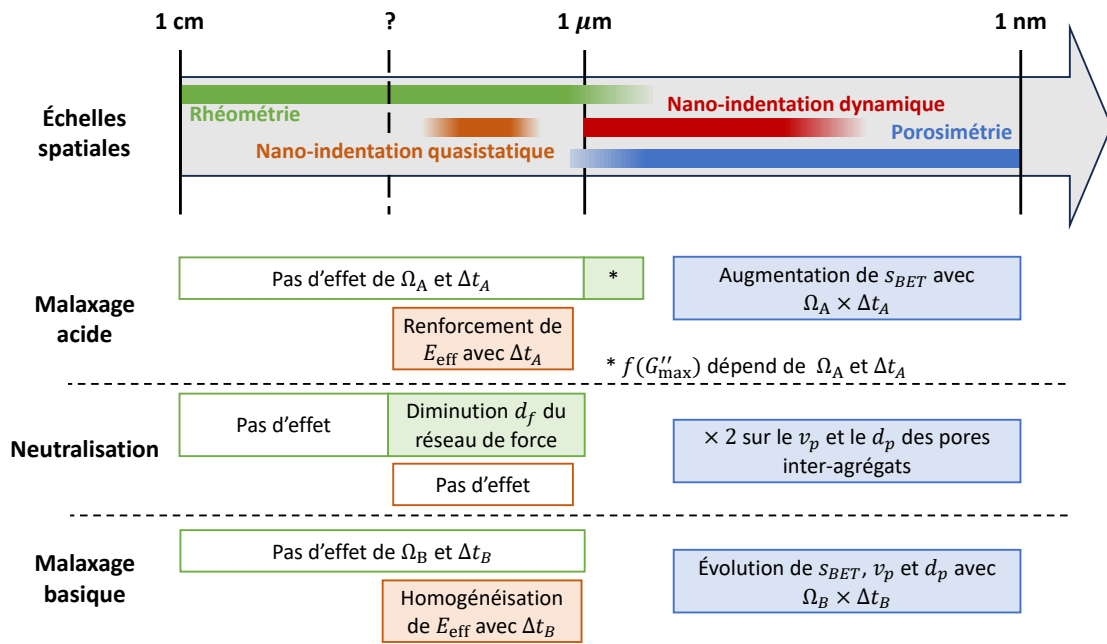 1 cm
?
1 μm
1 nm
Échelles
spatiales
Rhéométrie
Nano-indentation dynamique
Nano-indentation quasistatique
Porosimétrie
Malaxage
acide
Pas d'effet de Ω_A et Δt_A
*
Augmentation de s_BET avec
Ω_A × Δt_A
Renforcement de
E_eff avec Δt_A
* f(G''_max) dépend de Ω_A et Δt_A
Neutralisation
Pas d'effet
Diminution d_f du
réseau de force
× 2 sur le v_p et le d_p des pores
inter-agrégats
Pas d'effet
Malaxage
basique
Pas d'effet de Ω_B et Δt_B
Évolution de s_BET, v_p et d_p avec
Ω_B × Δt_B
Homogénéisation
de E_eff avec Δt_B